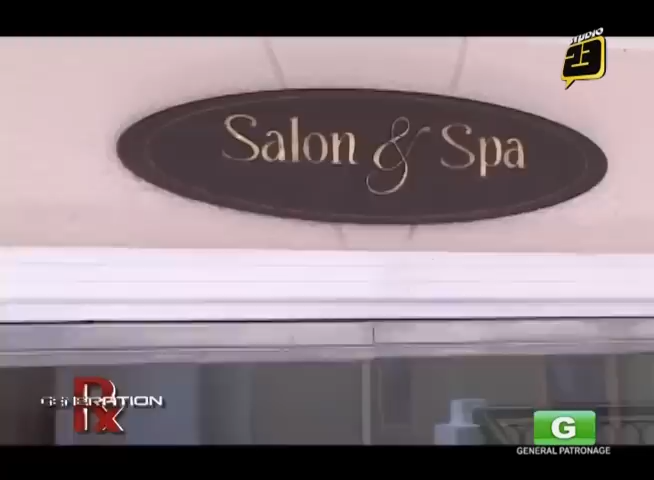 STUDIO
23
Salon & Spa
Rx
GENERATION
G
GENERAL PATRONAGE